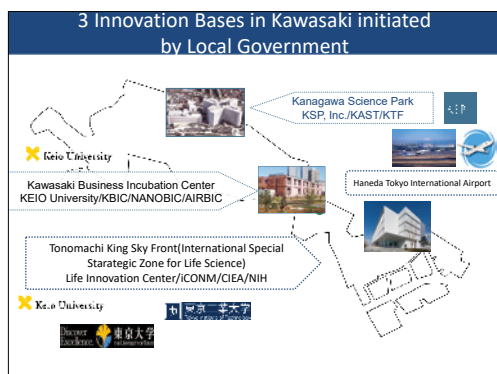 3 Innovation Bases in Kawasaki initiated
by Local Government
Kanagawa Science Park
KSP, Inc./KAST/KTF
Keio University
Haneda Tokyo International Airport
Kawasaki Business Incubation Center
KEIO University/KBIC/NANOBIC/AIRBIC
Tonomachi King Sky Front(International Special
Starategic Zone for Life Science)
Life Innovation Center/iCONM/CIEA/NIH
Keio University
東京工業大学
Discover
Excellence.
東京大学